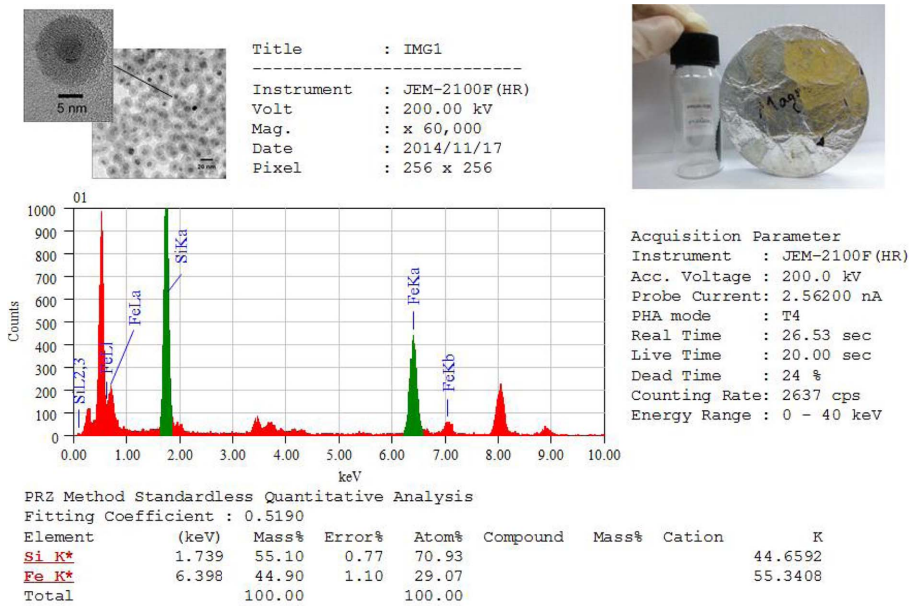 5 nm
20 nm
Title : IMG1
---------------------------
Instrument : JEM-2100F(HR)
Volt : 200.00 kV
Mag. : x 60,000
Date : 2014/11/17
Pixel : 256 x 256
01
1000
900
800
700
600
500
400
300
200
100
0
Counts
SiL2,3
FeLl
FeLa
SiKa
FeKa
FeKb
0.00 1.00 2.00 3.00 4.00 5.00 6.00 7.00 8.00 9.00 10.00
keV
Acquisition Parameter
Instrument : JEM-2100F(HR)
Acc. Voltage : 200.0 kV
Probe Current: 2.56200 nA
PHA mode : T4
Real Time : 26.53 sec
Live Time : 20.00 sec
Dead Time : 24 %
Counting Rate: 2637 cps
Energy Range : 0 - 40 keV
PRZ Method Standardless Quantitative Analysis
Fitting Coefficient : 0.5190
Element (keV) Mass% Error% Atom% Compound Mass% Cation K
Si K* 1.739 55.10 0.77 70.93 44.6592
Fe K* 6.398 44.90 1.10 29.07 55.3408
Total 100.00 100.00